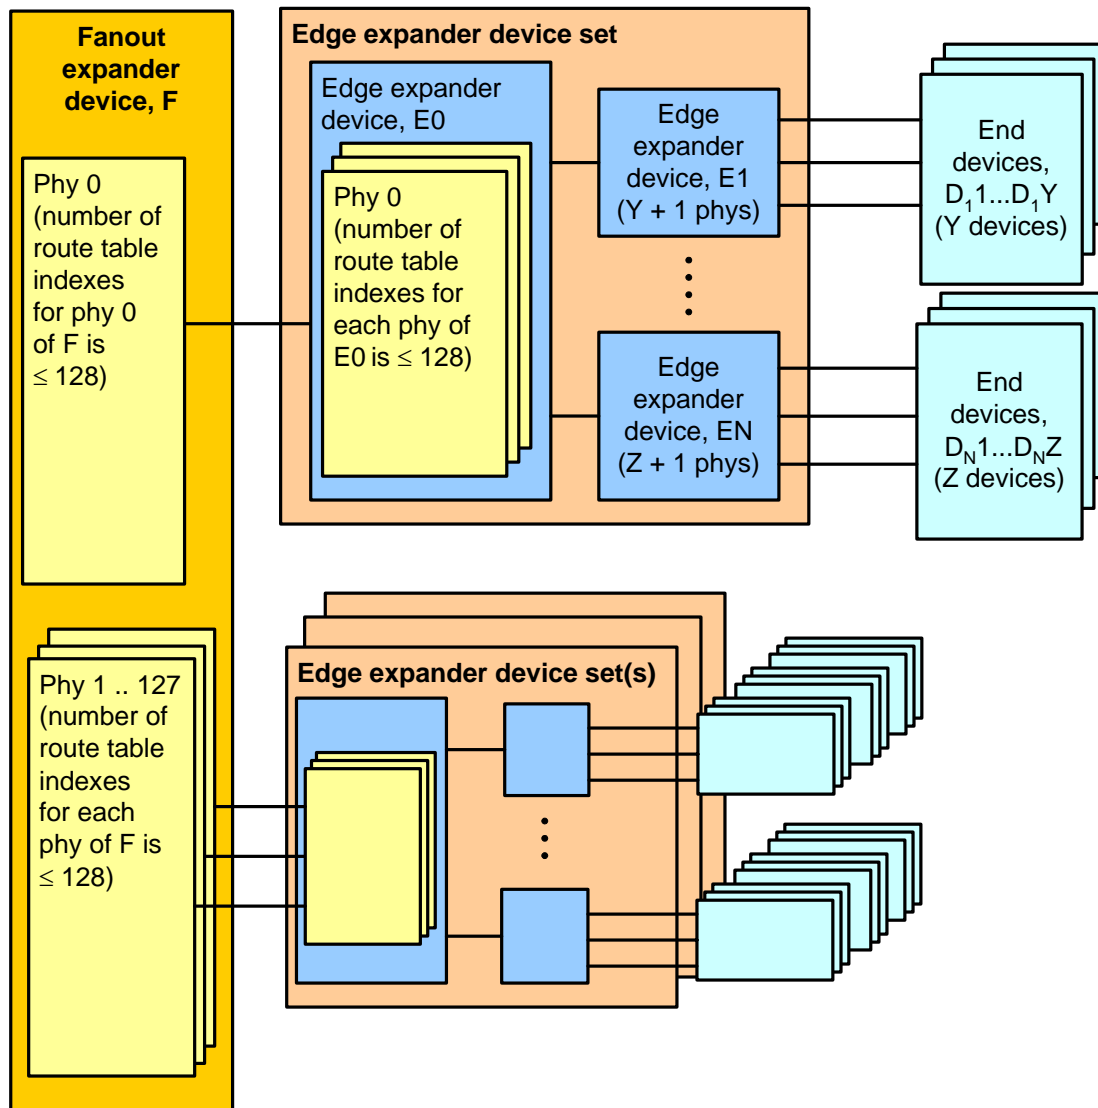 Fanout
expander
device, F
Phy 0
(number of
route table
indexes
for phy 0
of F is
≤ 128)
Phy 1 .. 127
(number of
route table
indexes
for each
phy of F is
≤ 128)
Edge expander device set
Edge expander
device, E0
Phy 0
(number of
route table
indexes for
each phy of
E0 is ≤ 128)
Edge
expander
device, E1
(Y + 1 phys)
Edge
expander
device, EN
(Z + 1 phys)
End
devices,
D₁1...D₁Y
(Y devices)
End
devices,
D_N1...D_NZ
(Z devices)
Edge expander device set(s)